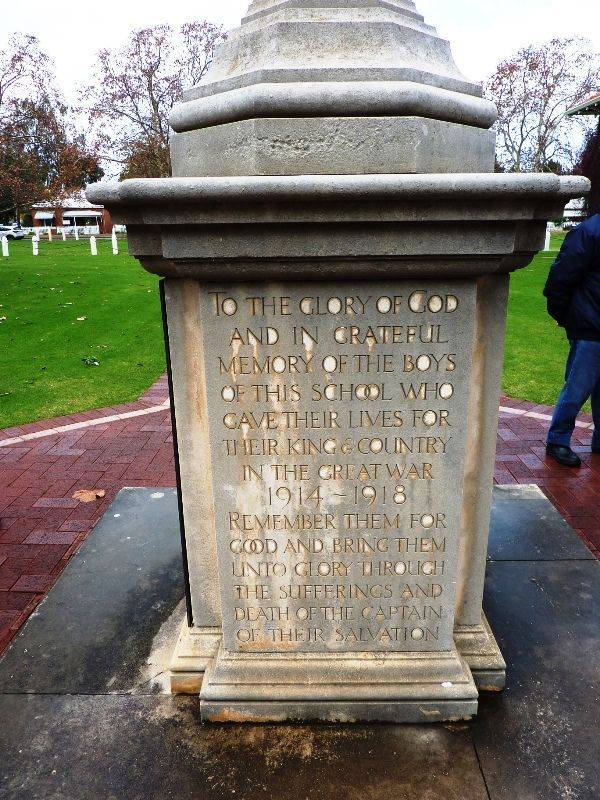 TO THE GLORY OF GOD
AND IN GRATEFUL
MEMORY OF THE BOYS
OF THIS SCHOOL WHO
GAVE THEIR LIVES FOR
THEIR KING & COUNTRY
IN THE GREAT WAR
1914-1918
REMEMBER THEM FOR
GOOD AND BRING THEM
UNTO GLORY THROUGH
THE SUFFERINGS AND
DEATH OF THE CAPTAIN
OF THEIR SALVATION